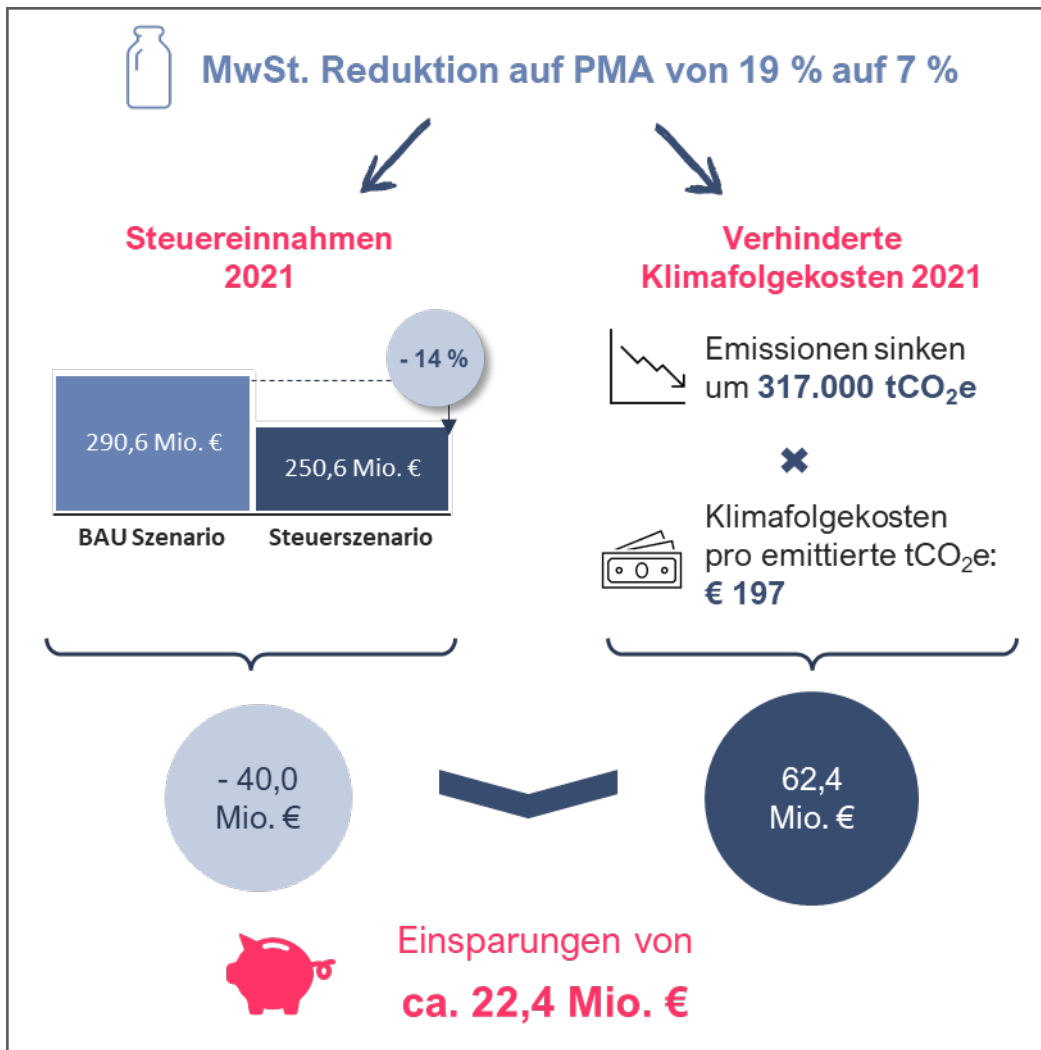 MwSt. Reduktion auf PMA von 19 % auf 7 %
Steuereinnahmen
2021
- 14 %
290,6 Mio. €
250,6 Mio. €
BAU Szenario
Steuerszenario
- 40,0
Mio. €
Verhinderte
Klimafolgekosten 2021
Emissionen sinken
um 317.000 tCO₂e
Klimafolgekosten
pro emittierte tCO₂e:
€ 197
62,4
Mio. €
Einsparungen von
ca. 22,4 Mio. €